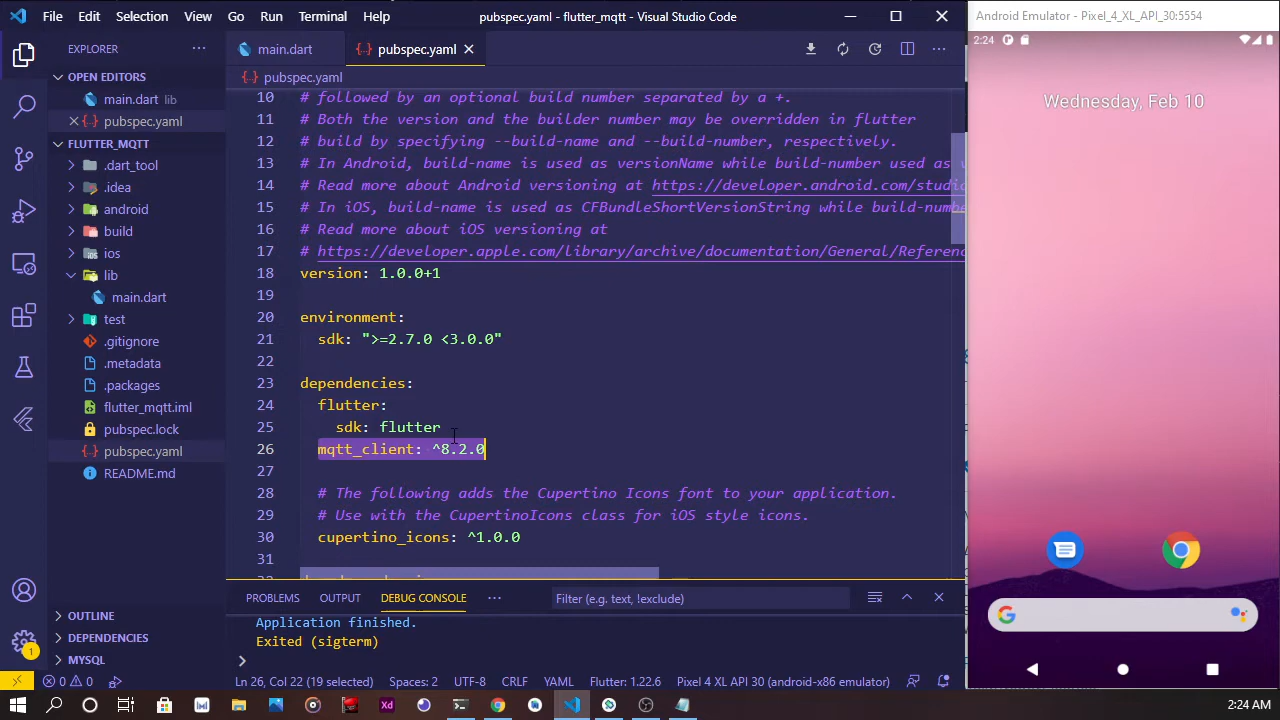 File Edit Selection View Go Run Terminal Help
pubspec.yaml - flutter_mqtt - Visual Studio Code
Android Emulator - Pixel_4_XL_API_30:5554
EXPLORER
OPEN EDITORS
main.dart lib
pubspec.yaml
FLUTTER_MQTT
.dart_tool
.idea
android
build
ios
lib
main.dart
test
.gitignore
.metadata
.packages
flutter_mqtt.iml
pubspec.lock
pubspec.yaml
README.md
OUTLINE
DEPENDENCIES
MYSQL
main.dart
pubspec.yaml
pubspec.yaml
10 # followed by an optional build number separated by a +.
11 # Both the version and the builder number may be overridden in flutter
12 # build by specifying --build-name and --build-number, respectively.
13 # In Android, build-name is used as versionName while build-number used as v
14 # Read more about Android versioning at https://developer.android.com/studi
15 # In iOS, build-name is used as CFBundleShortVersionString while build-numb
16 # Read more about iOS versioning at
17 # https://developer.apple.com/library/archive/documentation/General/Referenc
18 version: 1.0.0+1
19
20 environment:
21 sdk: ">=2.7.0 <3.0.0"
22
23 dependencies:
24 flutter:
25 sdk: flutter
26 mqtt_client: ^8.2.0
27
28 # The following adds the Cupertino Icons font to your application.
29 # Use with the CupertinoIcons class for iOS style icons.
30 cupertino_icons: ^1.0.0
31
PROBLEMS OUTPUT DEBUG CONSOLE
Filter (e.g. text, !exclude)
Application finished.
Exited (sigterm)
1
0 0
Ln 26, Col 22 (19 selected) Spaces: 2 UTF-8 CRLF YAML Flutter: 1.22.6 Pixel 4 XL API 30 (android-x86 emulator)
2:24
Wednesday, Feb 10
G
Xd
2:24 AM